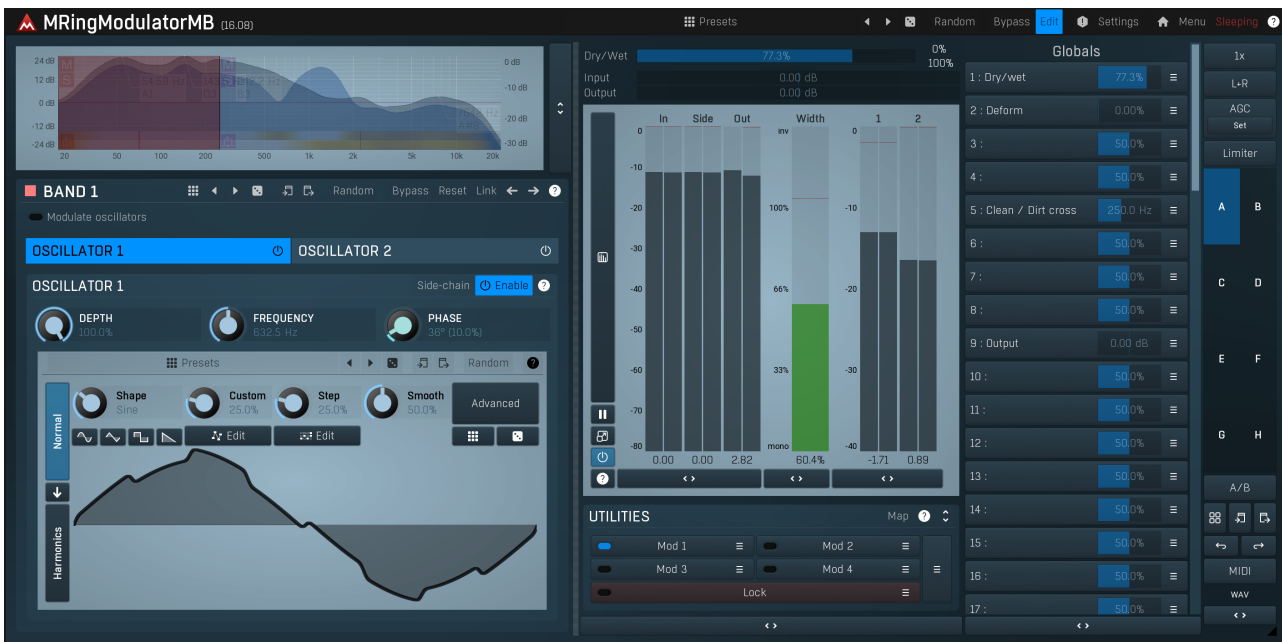 MRingModulatorMB (16.08)
Presets
Random Bypass Edit Settings Menu Sleeping ?
24 dB
12 dB
0 dB
-12 dB
-24 dB
M
S
M
0 dB
-10 dB
-20 dB
-30 dB
20 50 100 200 500 1k 2k 5k 10k 20k
BAND 1
Random Bypass Reset Link ?
Modulate oscillators
OSCILLATOR 1
OSCILLATOR 2
OSCILLATOR 1
Side-chain Enable ?
DEPTH
100.0%
FREQUENCY
632.5 Hz
PHASE
36° (10.0%)
Presets
Random ?
Normal
Harmonics
Shape
Sine
Custom
25.0%
Step
25.0%
Smooth
50.0%
Advanced
Edit
Edit
Dry/Wet 77.3% 0%
100%
Input 0.00 dB
Output 0.00 dB
In Side Out Width 1 2
0
-10
-20
-30
-40
-50
-60
-70
-80
inv
100%
66%
33%
mono
0
-10
-20
-30
-40
0.00 0.00 2.82 60.4% -1.71 0.89
?
UTILITIES
Map ?
Mod 1
Mod 2
Mod 3
Mod 4
Lock
Globals
1 : Dry/wet 77.3%
2 : Deform 0.00%
3 : 50.0%
4 : 50.0%
5 : Clean / Dirt cross 250.0 Hz
6 : 50.0%
7 : 50.0%
8 : 50.0%
9 : Output 0.00 dB
10 : 50.0%
11 : 50.0%
12 : 50.0%
13 : 50.0%
14 : 50.0%
15 : 50.0%
16 : 50.0%
17 : 50.0%
1x
L+R
AGC
Set
Limiter
A B
C D
E F
G H
A/B
MIDI
WAV